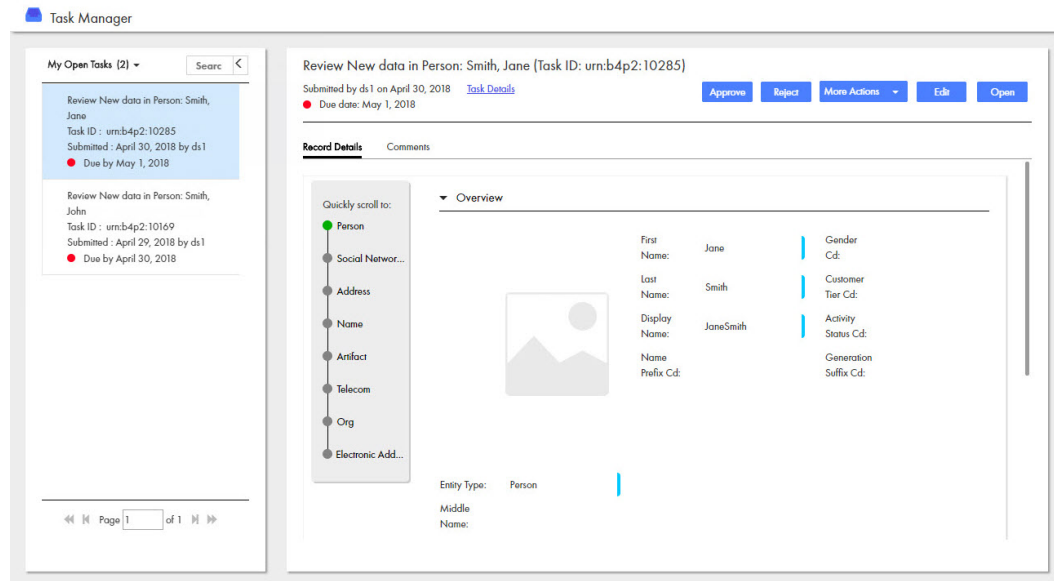 Task Manager
My Open Tasks (2)
Searc
Review New data in Person: Smith,
Jane
Task ID : urn:b4p2:10285
Submitted : April 30, 2018 by ds1
Due by May 1, 2018
Review New data in Person: Smith,
John
Task ID : urn:b4p2:10169
Submitted : April 29, 2018 by ds1
Due by April 30, 2018
Page 1 of 1
Review New data in Person: Smith, Jane (Task ID: urn:b4p2:10285)
Submitted by ds1 on April 30, 2018 Task Details
Due date: May 1, 2018
Approve Reject More Actions Edit Open
Record Details Comments
Quickly scroll to:
Person
Social Networ...
Address
Name
Artifact
Telecom
Org
Electronic Add...
Overview
First
Name:
Jane
Last
Name:
Smith
Display
Name:
JaneSmith
Name
Prefix Cd:
Gender
Cd:
Customer
Tier Cd:
Activity
Status Cd:
Generation
Suffix Cd:
Entity Type: Person
Middle
Name: